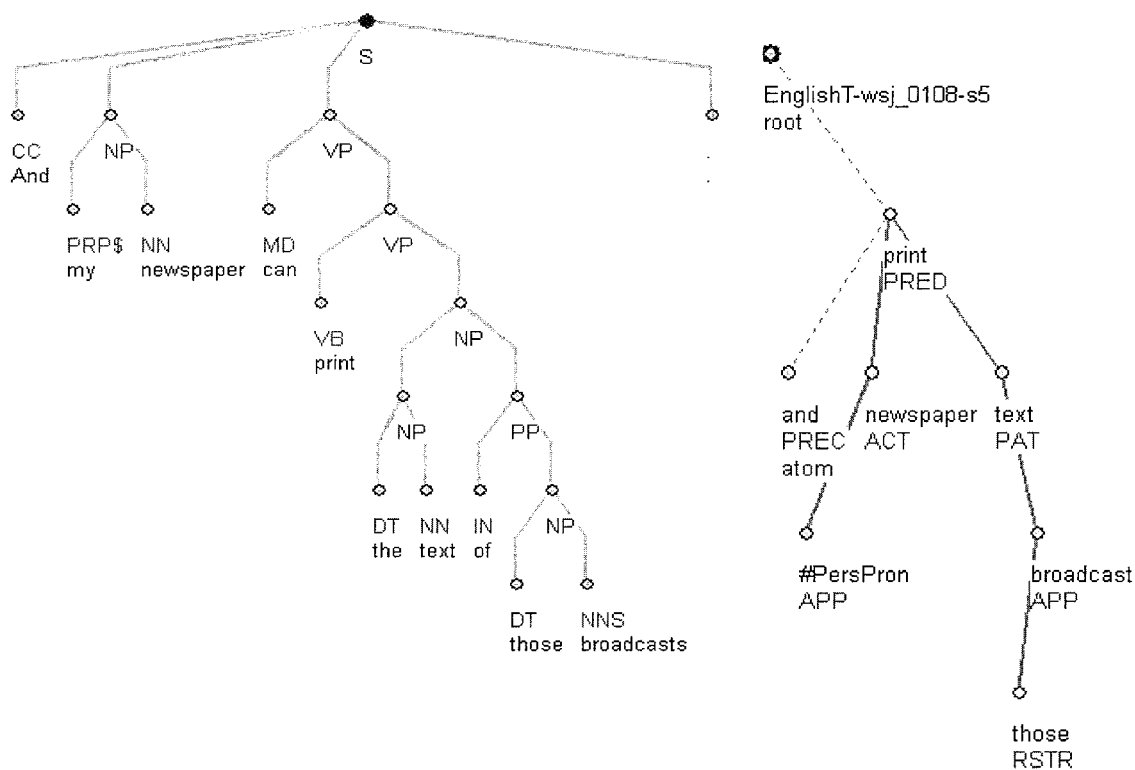 S
EnglishT-wsj_0108-s5
root
CC NP VP .
And .
PRP$ NN MD VP
my newspaper can
print
PRED
VB NP
print
NP PP
and newspaper text
PREC ACT PAT
atom
DT NN IN NP
the text of
#PersPron broadcast
APP APP
DT NNS
those broadcasts
those
RSTR